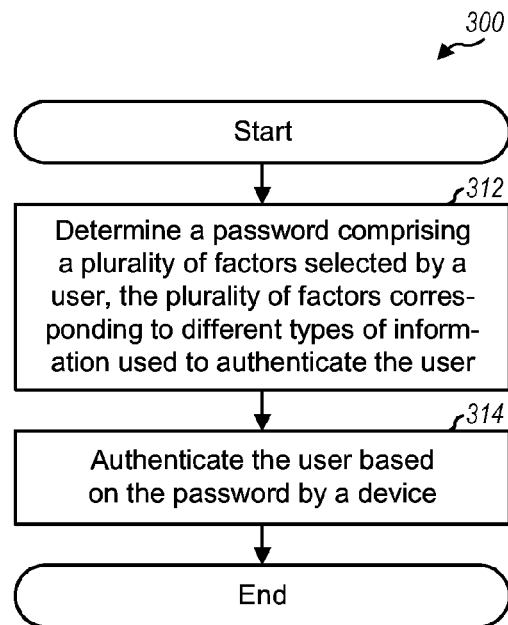 300
Start
312
Determine a password comprising
a plurality of factors selected by a
user, the plurality of factors corres-
ponding to different types of inform-
ation used to authenticate the user
314
Authenticate the user based
on the password by a device
End